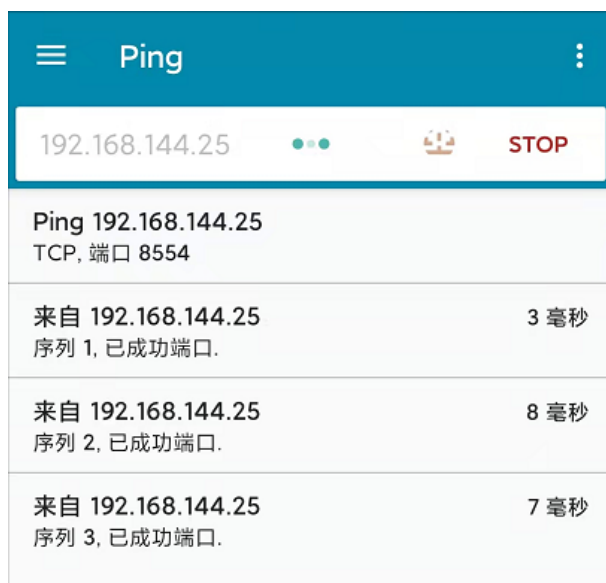 Ping
192.168.144.25 STOP
Ping 192.168.144.25
TCP, 端口 8554
来自 192.168.144.25 3 毫秒
序列 1, 已成功端口.
来自 192.168.144.25 8 毫秒
序列 2, 已成功端口.
来自 192.168.144.25 7 毫秒
序列 3, 已成功端口.